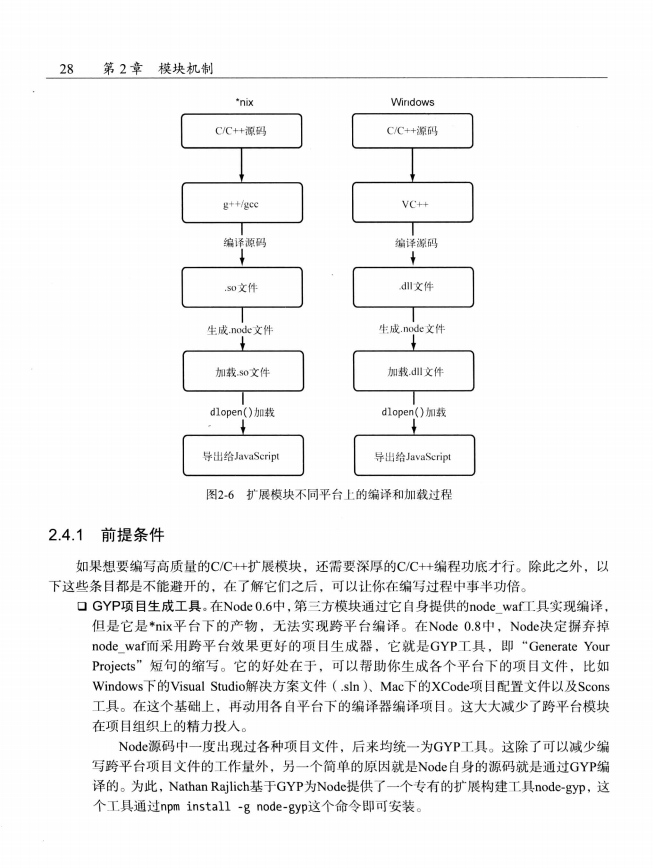 28 第2章 模块机制
*nix Windows
C/C++源码 C/C++源码
g++/gcc VC++
编译源码 编译源码
.so文件 .dll文件
生成.node文件 生成.node文件
加载.so文件 加载.dll文件
dlopen()加载 dlopen()加载
导出给JavaScript 导出给JavaScript
图2-6 扩展模块不同平台上的编译和加载过程
2.4.1 前提条件
如果想要编写高质量的C/C++扩展模块，还需要深厚的C/C++编程功底才行。除此之外，以
下这些条目都是不能避开的，在了解它们之后，可以让你在编写过程中事半功倍。
❑ GYP项目生成工具。在Node 0.6中，第三方模块通过它自身提供的node_waf工具实现编译，
但是它是*nix平台下的产物，无法实现跨平台编译。在Node 0.8中，Node决定摒弃掉
node_waf而采用跨平台效果更好的项目生成器，它就是GYP工具，即“Generate Your
Projects”短句的缩写。它的好处在于，可以帮助你生成各个平台下的项目文件，比如
Windows下的Visual Studio解决方案文件（.sln）、Mac下的XCode项目配置文件以及Scons
工具。在这个基础上，再动用各自平台下的编译器编译项目。这大大减少了跨平台模块
在项目组织上的精力投入。
Node源码中一度出现过各种项目文件，后来均统一为GYP工具。这除了可以减少编
写跨平台项目文件的工作量外，另一个简单的原因就是Node自身的源码就是通过GYP编
译的。为此，Nathan Rajlich基于GYP为Node提供了一个专有的扩展构建工具node-gyp，这
个工具通过npm install -g node-gyp这个命令即可安装。